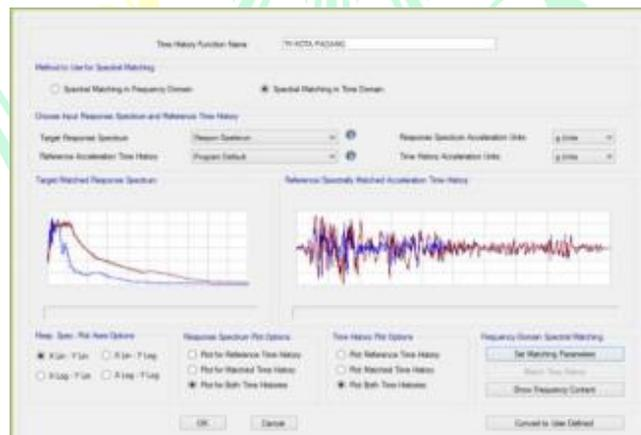 Time History Function Name TH KOTA PADANG
Method to Use for Spectral Matching
Spectral Matching in Frequency Domain Spectral Matching in Time Domain
Choose Input Response Spectrum and Reference Time History
Target Response Spectrum Respon Spektrum Response Spectrum Acceleration Units g Units
Reference Acceleration Time History Program Default Time History Acceleration Units g Units
Target/Matched Response Spectrum Reference/Spectrally Matched Acceleration Time History
Resp. Spec. Plot Axes Options Response Spectrum Plot Options Time History Plot Options Frequency Domain Spectral Matching
X Lin - Y Lin X Lin - Y Log Plot for Reference Time History Plot Reference Time History Set Matching Parameters
X Log - Y Lin X Log - Y Log Plot for Matched Time History Plot Matched Time History Match Time History
Plot for Both Time Histories Plot Both Time Histories Show Frequency Content
OK Cancel Convert to User Defined